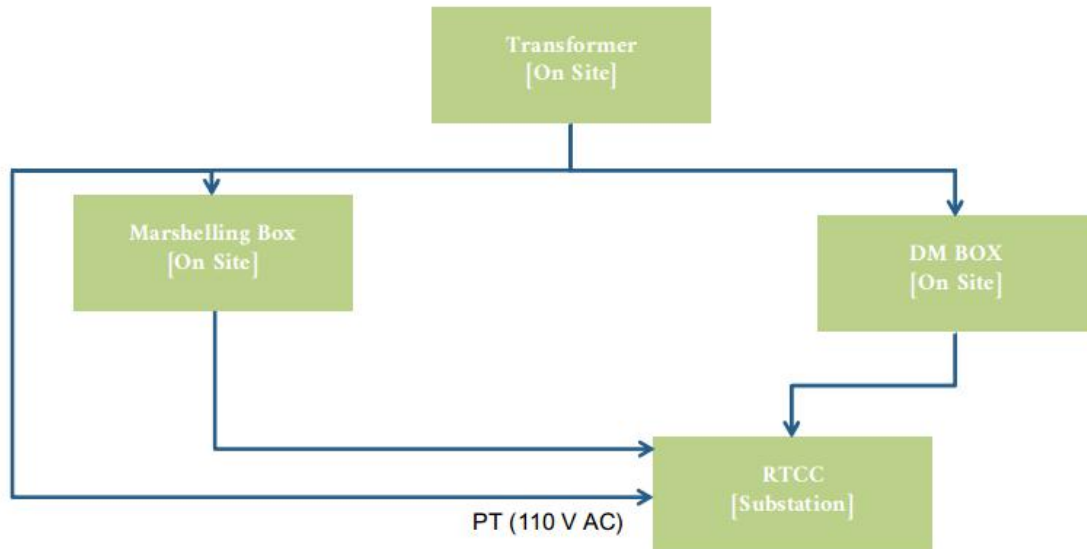 Transformer
[On Site]
Marshelling Box
[On Site]
DM BOX
[On Site]
RTCC
[Substation]
PT (110 V AC)